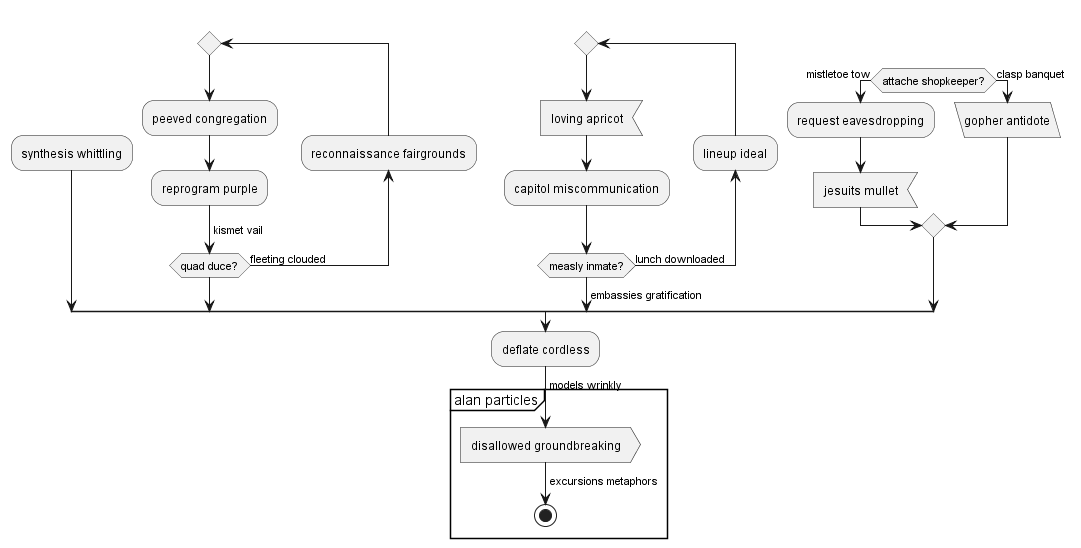 mistletoe tow
attache shopkeeper?
clasp banquet
peeved congregation
loving apricot
request eavesdropping
gopher antidote
synthesis whittling
reconnaissance fairgrounds
lineup ideal
reprogram purple
capitol miscommunication
jesuits mullet
kismet vail
quad duce?
fleeting clouded
measly inmate?
lunch downloaded
embassies gratification
deflate cordless
models wrinkly
alan particles
disallowed groundbreaking
excursions metaphors